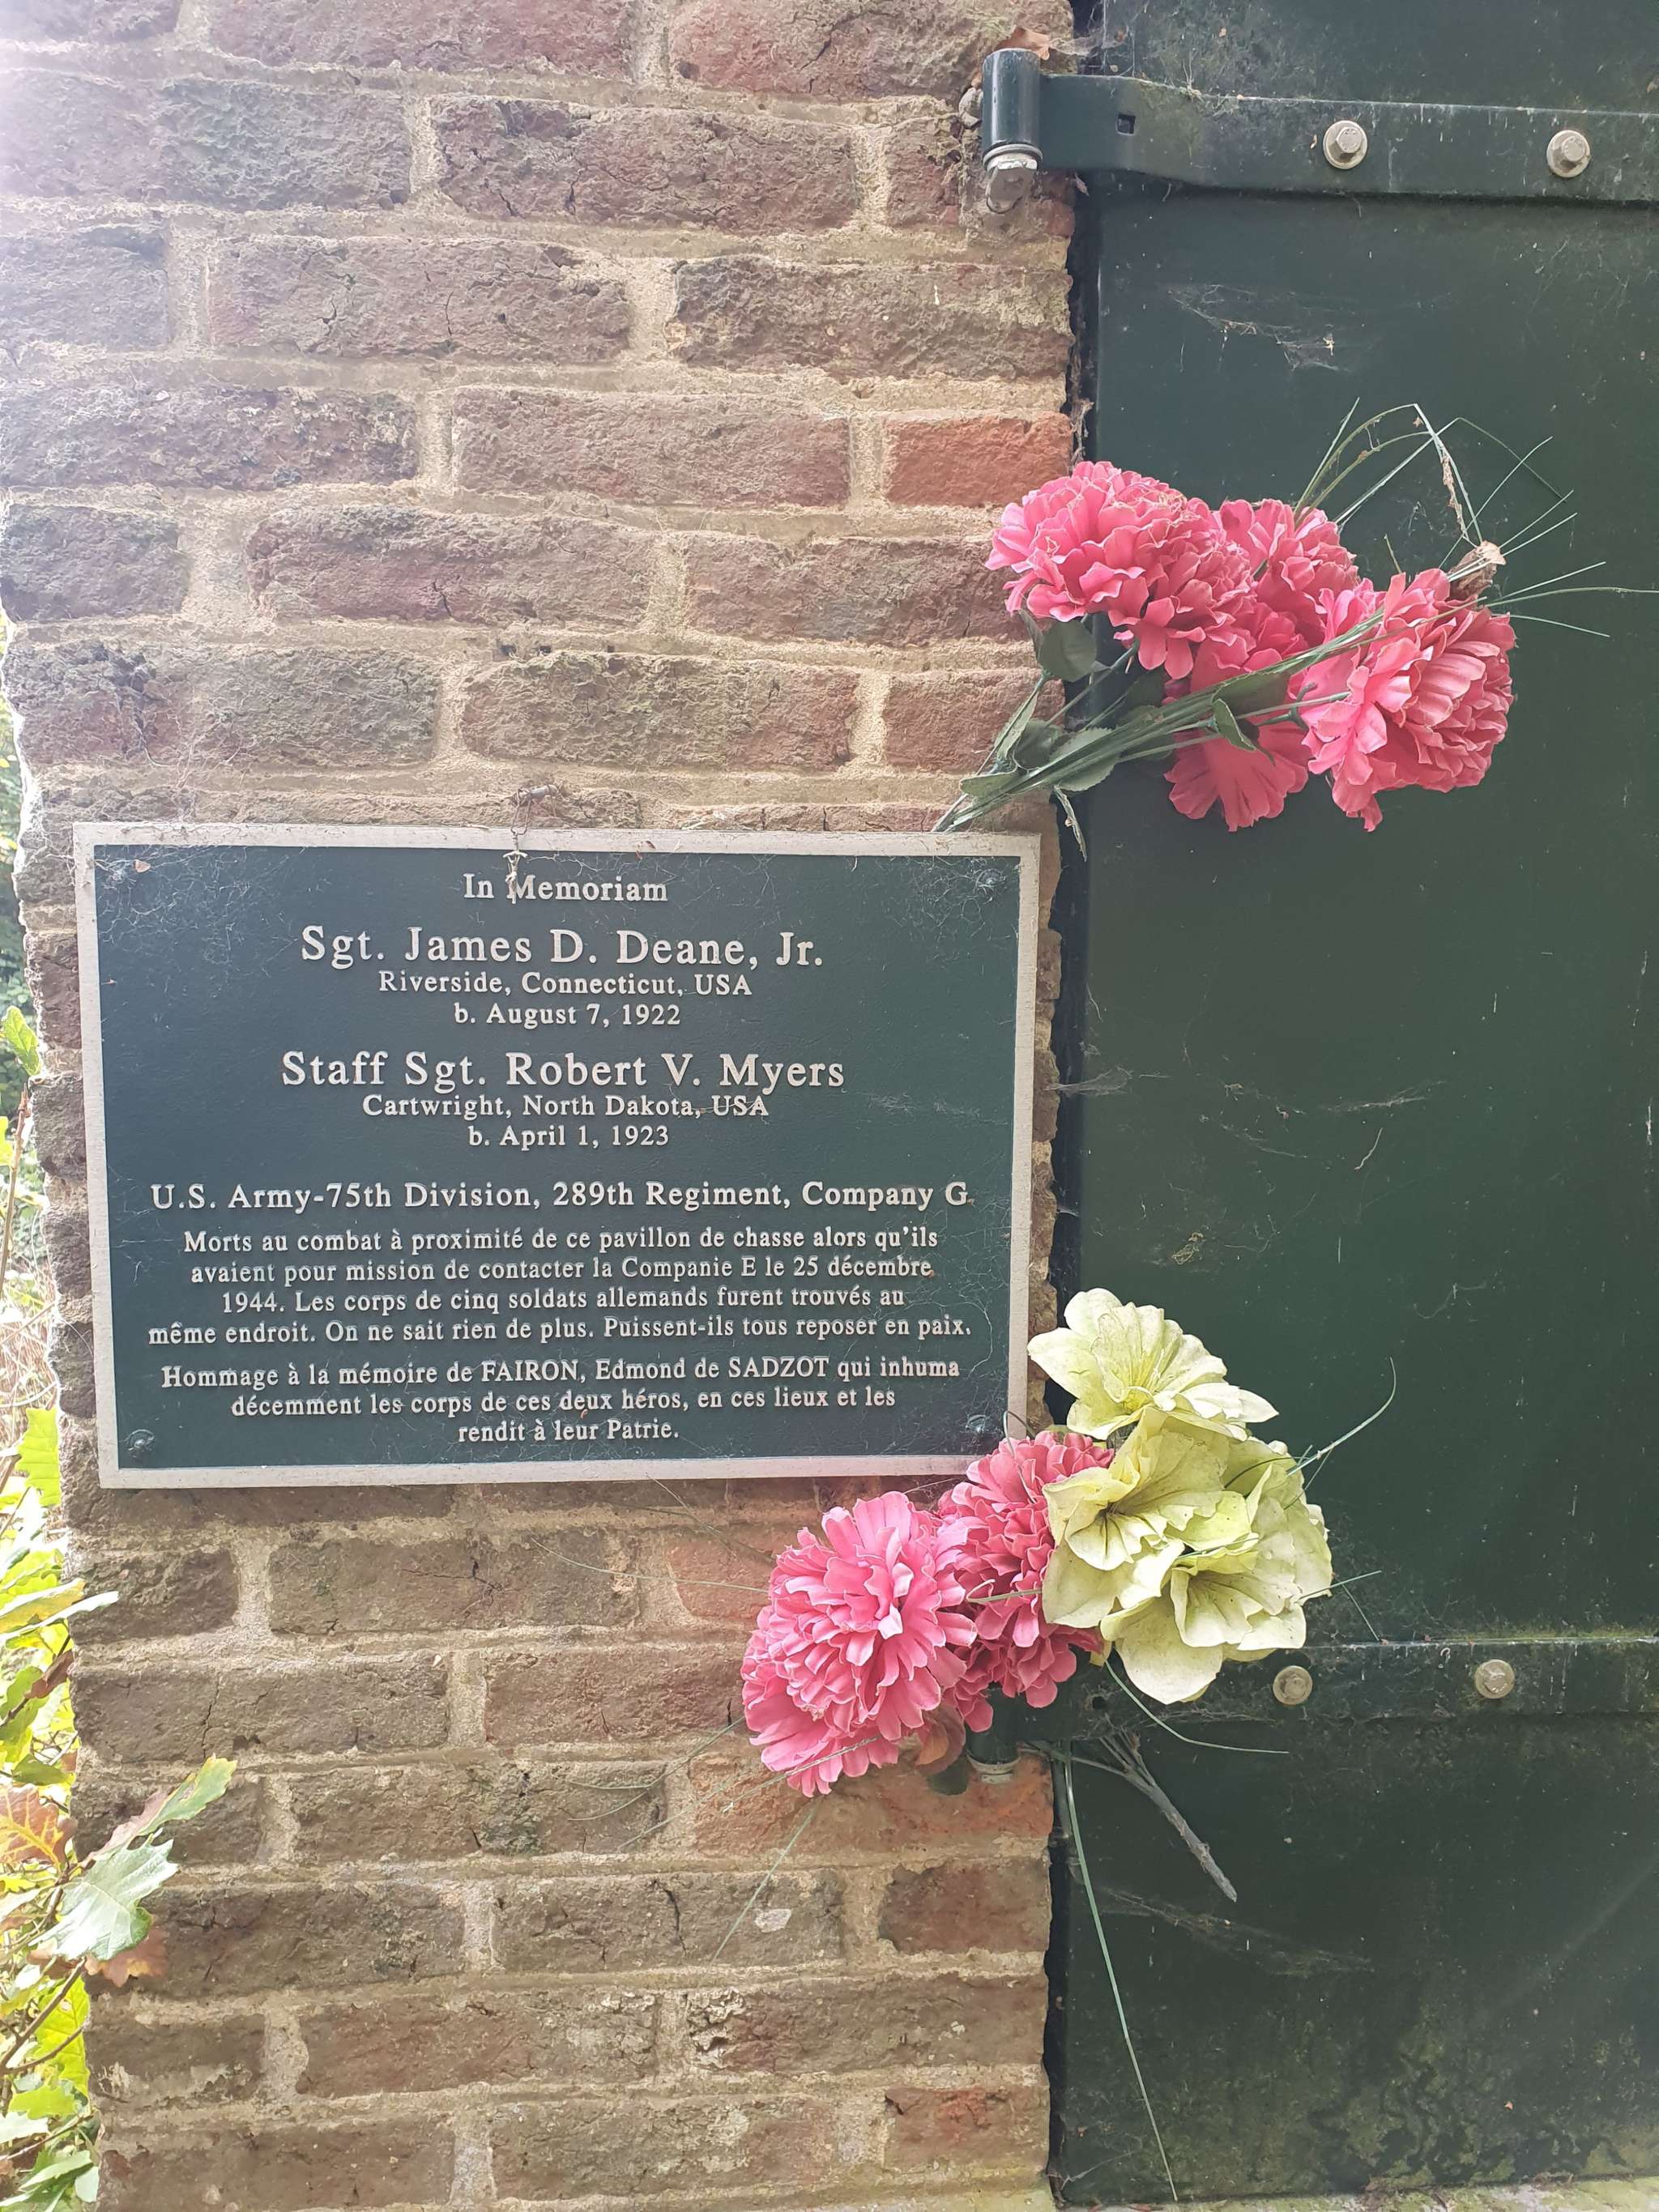 In Memoriam
Sgt. James D. Deane, Jr.
Riverside, Connecticut, USA
b. August 7, 1922
Staff Sgt. Robert V. Myers
Cartwright, North Dakota, USA
b. April 1, 1923
U.S. Army-75th Division, 289th Regiment, Company G
Morts au combat à proximité de ce pavillon de chasse alors qu'ils
avaient pour mission de contacter la Companie E le 25 décembre
1944. Les corps de cinq soldats allemands furent trouvés au
même endroit. On ne sait rien de plus. Puissent-ils tous reposer en paix.
Hommage à la mémoire de FAIRON, Edmond de SADZOT qui inhuma
décemment les corps de ces deux héros, en ces lieux et les
rendit à leur Patrie.